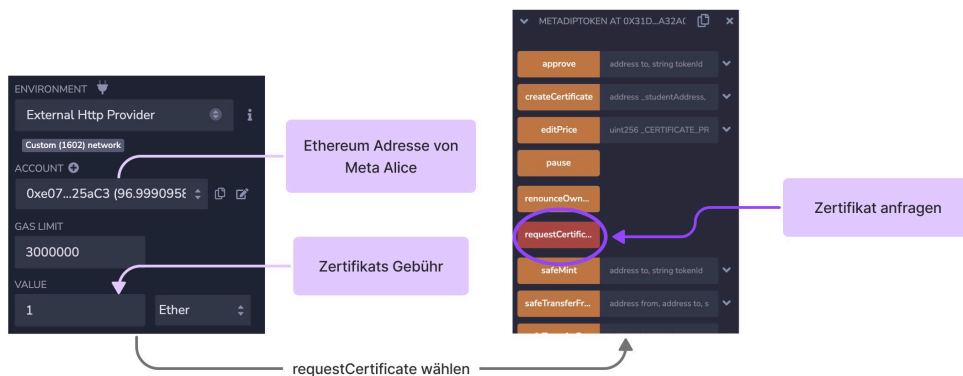 ENVIRONMENT
External Http Provider
Custom (1602) network
ACCOUNT
0xe07...25aC3 (96.9990958
GAS LIMIT
3000000
VALUE
1
Ether
Ethereum Adresse von
Meta Alice
Zertifikats Gebühr
requestCertificate wählen
METADIPTOKEN AT 0X31D...A32A(
approve
address to, string tokenId
createCertificate
address _studentAddress,
editPrice
uint256 _CERTIFICATE_PR
pause
renounceOwn...
requestCertific...
safeMint
address to, string tokenId
safeTransferFr...
address from, address to, s
Zertifikat anfragen